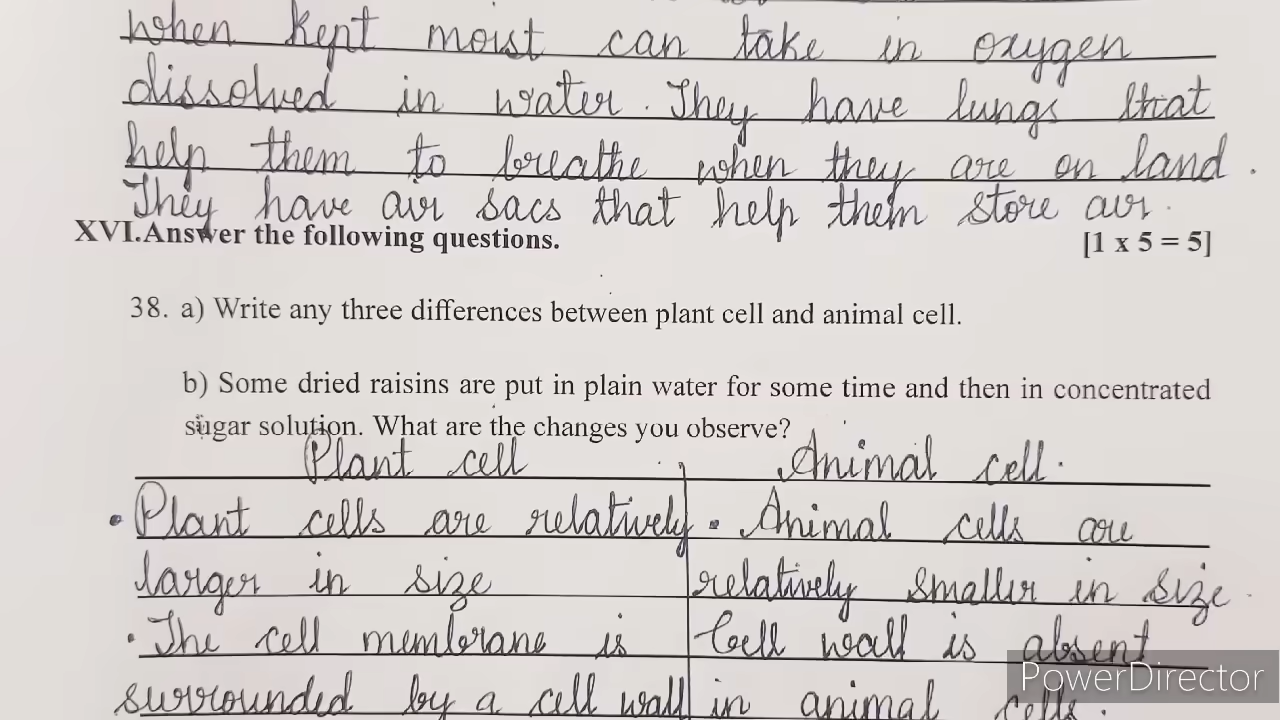 when kept moist can take in oxygen
dissolved in water. They have lungs that
help them to breathe when they are on land.
They have air sacs that help them store air.
XVI.Answer the following questions. [1 x 5 = 5]
38. a) Write any three differences between plant cell and animal cell.
b) Some dried raisins are put in plain water for some time and then in concentrated
sugar solution. What are the changes you observe?
Plant cell Animal cell.
• Plant cells are relatively • Animal cells are
larger in size relatively smaller in size.
• The cell membrane is Cell wall is absent
surrounded by a cell wall in animal cells.
PowerDirector